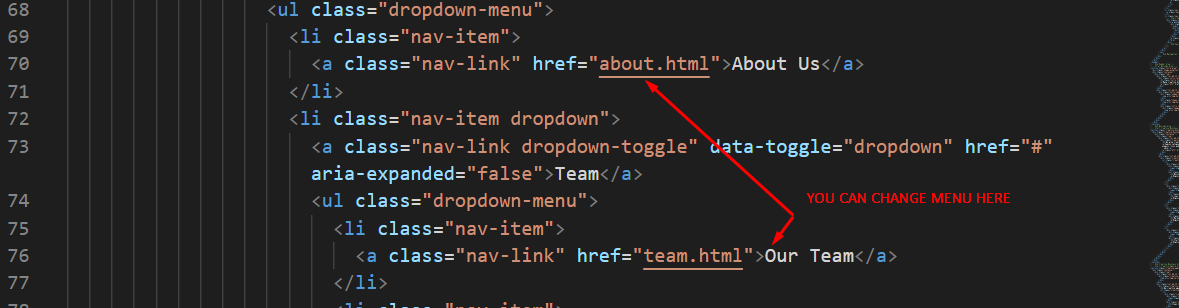 68 <ul class="dropdown-menu">
69 <li class="nav-item">
70 <a class="nav-link" href="about.html">About Us</a>
71 </li>
72 <li class="nav-item dropdown">
73 <a class="nav-link dropdown-toggle" data-toggle="dropdown" href="#"
aria-expanded="false">Team</a>
74 <ul class="dropdown-menu">
YOU CAN CHANGE MENU HERE
75 <li class="nav-item">
76 <a class="nav-link" href="team.html">Our Team</a>
77 </li>